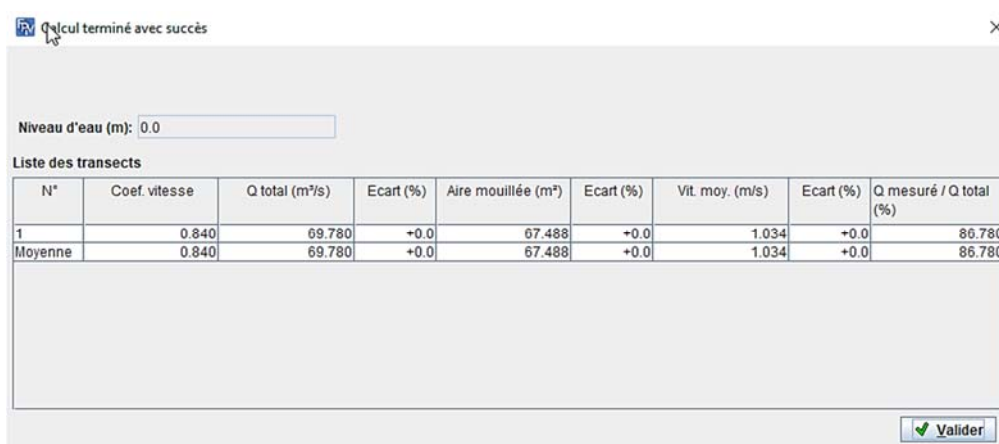 Calcul terminé avec succès
Niveau d'eau (m): 0.0
Liste des transects
N° Coef. vitesse Q total (m³/s) Ecart (%) Aire mouillée (m²) Ecart (%) Vit. moy. (m/s) Ecart (%) Q mesuré / Q total (%)
1 0.840 69.780 +0.0 67.488 +0.0 1.034 +0.0 86.780
Moyenne 0.840 69.780 +0.0 67.488 +0.0 1.034 +0.0 86.780
Valider